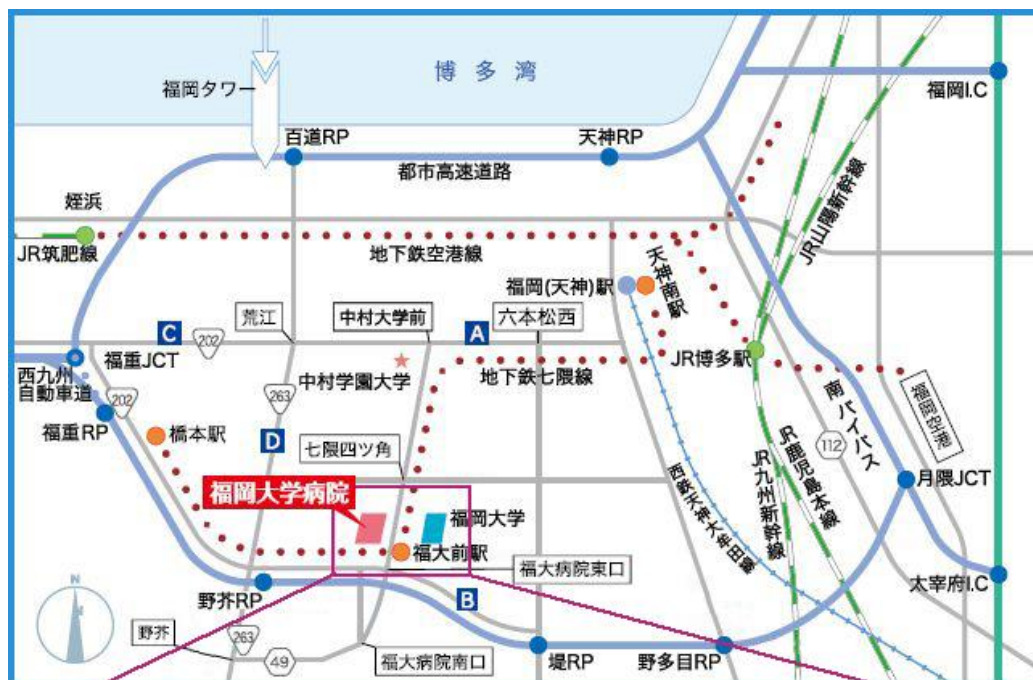 博多湾
福岡タワー
福岡I.C
百道RP
天神RP
都市高速道路
姪浜
JR筑肥線
地下鉄空港線
JR山陽新幹線
福岡(天神)駅
天神南駅
荒江
中村大学前
六本松西
C
202
A
福重JCT
JR博多駅
西九州
自動車道
中村学園大学
地下鉄七隈線
202
263
福岡空港
福重RP
橋本駅
D
七隈四ツ角
112
南バイパス
JR鹿児島本線
JR九州新幹線
西鉄天神大牟田線
月隈JCT
福岡大学病院
福岡大学
福大前駅
福大病院東口
太宰府I.C
N
野芥RP
B
野芥
263
49
福大病院南口
堤RP
野多目RP